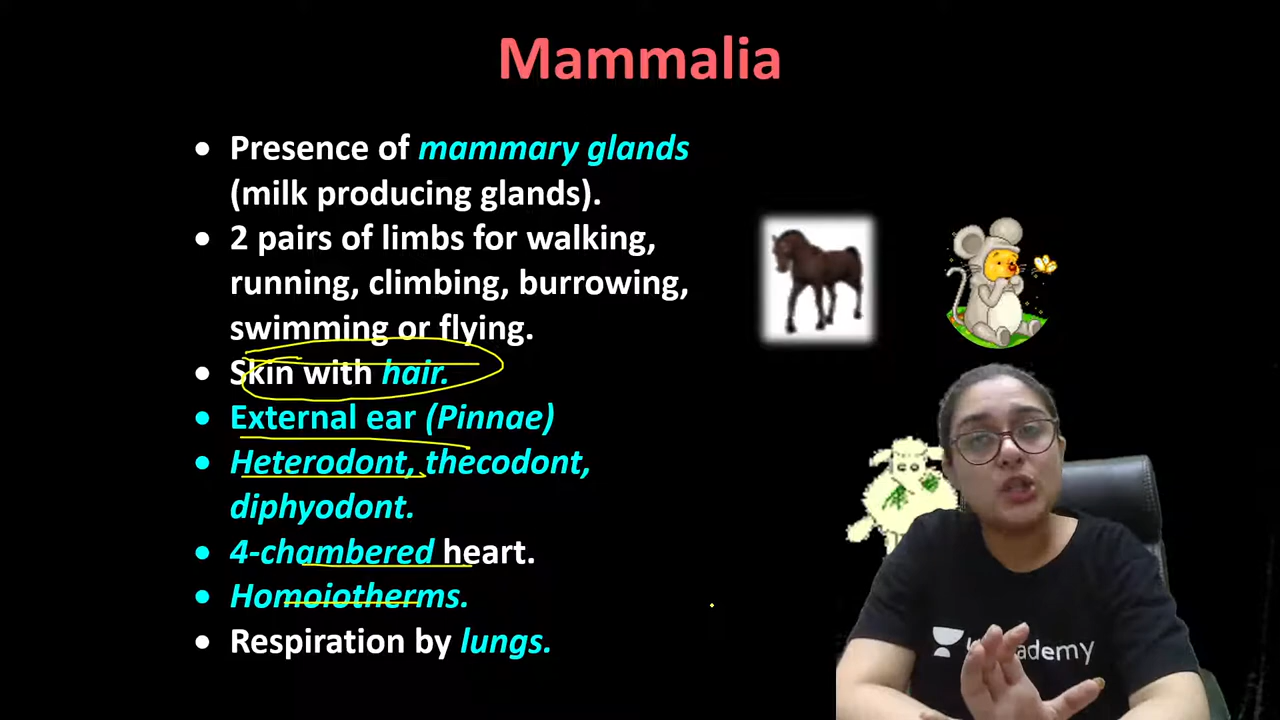 Mammalia
• Presence of mammary glands
(milk producing glands).
• 2 pairs of limbs for walking,
running, climbing, burrowing,
swimming or flying.
• Skin with hair.
• External ear (Pinnae)
• Heterodont, thecodont,
diphyodont.
• 4-chambered heart.
• Homoiotherms.
• Respiration by lungs.